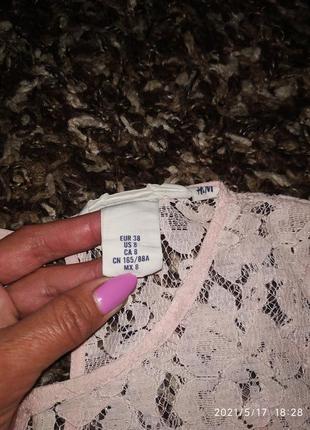 H&M
EUR 38
US 8
CA 8
CN 165/88A
MX 8
2021/5/17 18:28